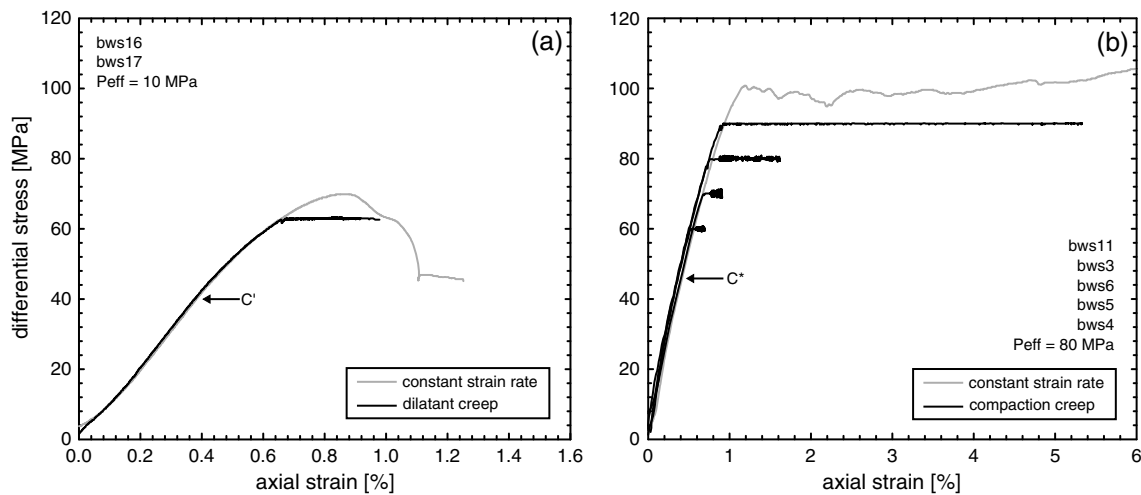 (a)
bws16
bws17
Peff = 10 MPa
differential stress [MPa]
120
100
80
60
40
20
0
C'
constant strain rate
dilatant creep
0.0 0.2 0.4 0.6 0.8 1.0 1.2 1.4 1.6
axial strain [%]
(b)
120
100
80
60
40
20
0
C*
bws11
bws3
bws6
bws5
bws4
Peff = 80 MPa
constant strain rate
compaction creep
0 1 2 3 4 5 6
axial strain [%]